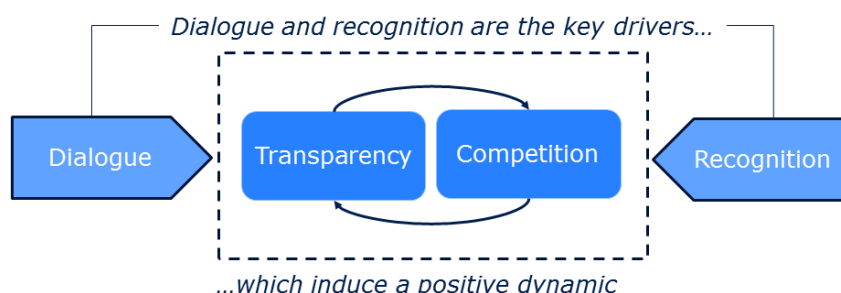 Dialogue and recognition are the key drivers…
Dialogue
Transparency
Competition
Recognition
…which induce a positive dynamic